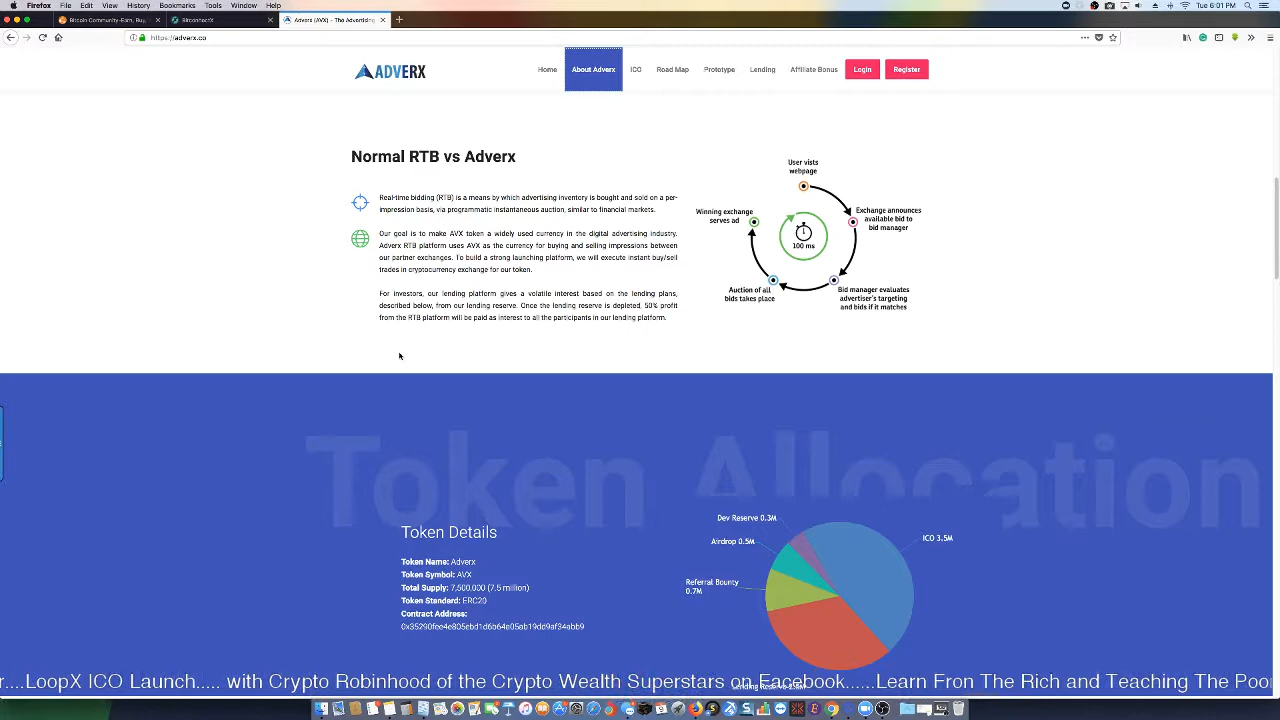 Firefox File Edit View History Bookmarks Tools Window Help
Tue 6:01 PM
Bitcoin Community-Earn, Buy,
BitconnectX
Adverx (AVX) – The Advertising
https://adverx.co
ADVERX
Home
About Adverx
ICO
Road Map
Prototype
Lending
Affiliate Bonus
Login
Register
Normal RTB vs Adverx
Real-time bidding (RTB) is a means by which advertising inventory is bought and sold on a per-
impression basis, via programmatic instantaneous auction, similar to financial markets.
Our goal is to make AVX token a widely used currency in the digital advertising industry.
Adverx RTB platform uses AVX as the currency for buying and selling impressions between
our partner exchanges. To build a strong launching platform, we will execute instant buy/sell
trades in cryptocurrency exchange for our token.
For investors, our lending platform gives a volatile interest based on the lending plans,
described below, from our lending reserve. Once the lending reserve is depleted, 50% profit
from the RTB platform will be paid as interest to all the participants in our lending platform.
User vists
webpage
Exchange announces
available bid to
bid manager
Bid manager evaluates
advertiser's targeting
and bids if it matches
Auction of all
bids takes place
Winning exchange
serves ad
100 ms
Token Allocation
Token Details
Token Name: Adverx
Token Symbol: AVX
Total Supply: 7,500,000 (7.5 million)
Token Standard: ERC20
Contract Address:
0x35290fee4e805ebd1d6b64e05ab19dd9af34abb9
Dev Reserve 0.3M
Airdrop 0.5M
Referral Bounty
0.7M
ICO 3.5M
r....LoopX ICO Launch..... with Crypto Robinhood of the Crypto Wealth Superstars on Facebook......Learn Fron The Rich and Teaching The Poo